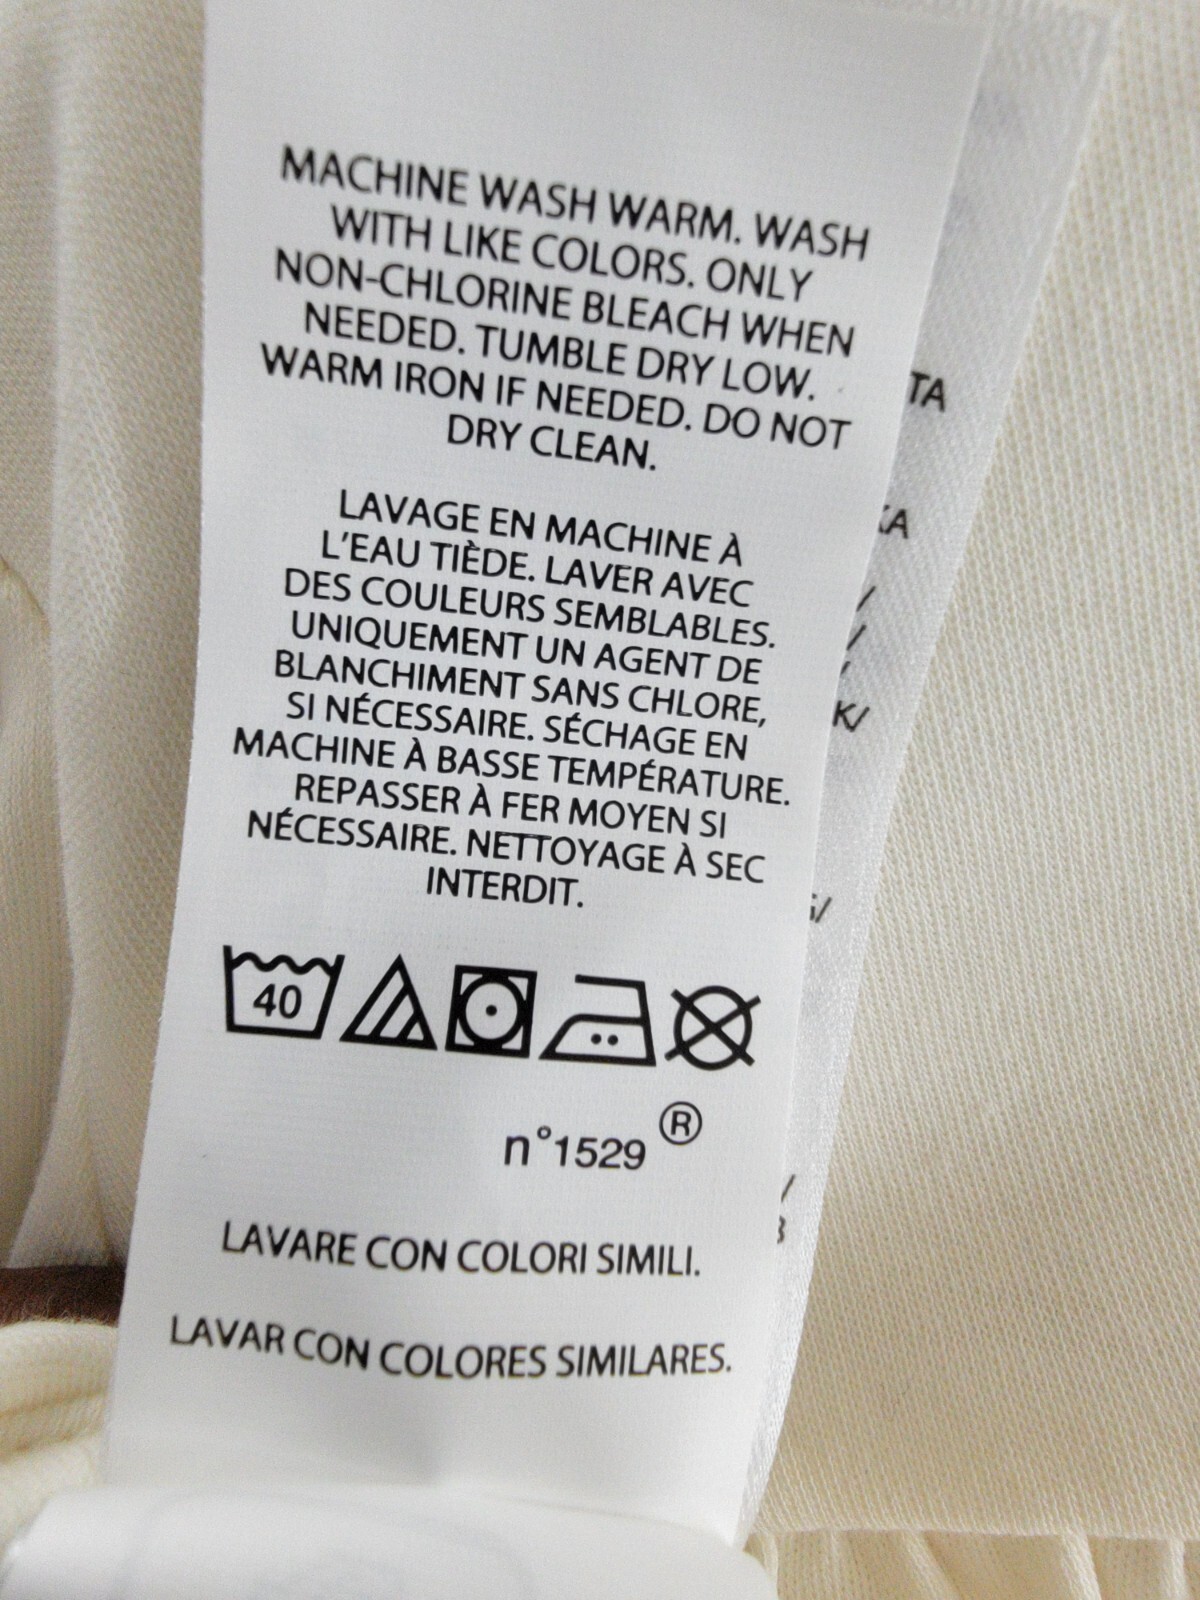 MACHINE WASH WARM. WASH
WITH LIKE COLORS. ONLY
NON-CHLORINE BLEACH WHEN
NEEDED. TUMBLE DRY LOW.
WARM IRON IF NEEDED. DO NOT
DRY CLEAN.
LAVAGE EN MACHINE À
L'EAU TIÈDE. LAVER AVEC
DES COULEURS SEMBLABLES.
UNIQUEMENT UN AGENT DE
BLANCHIMENT SANS CHLORE,
SI NÉCESSAIRE. SÉCHAGE EN
MACHINE À BASSE TEMPÉRATURE.
REPASSER À FER MOYEN SI
NÉCESSAIRE. NETTOYAGE À SEC
INTERDIT.
40
n°1529 ®
LAVARE CON COLORI SIMILI.
LAVAR CON COLORES SIMILARES.
TA
K/